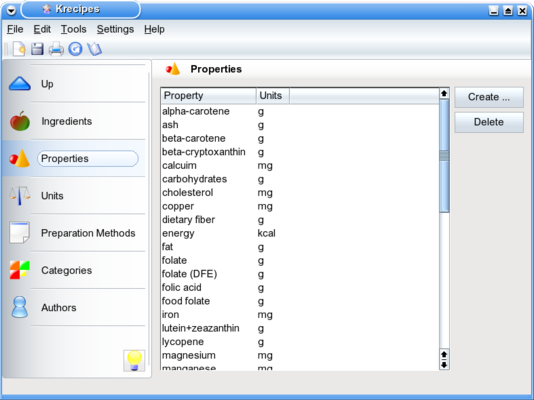 Krecipes
File Edit Tools Settings Help
Up
Ingredients
Properties
Units
Preparation Methods
Categories
Authors
Properties
Property Units
alpha-carotene g
ash g
beta-carotene g
beta-cryptoxanthin g
calcuim mg
carbohydrates g
cholesterol mg
copper mg
dietary fiber g
energy kcal
fat g
folate g
folate (DFE) g
folic acid g
food folate g
iron mg
lutein+zeazanthin g
lycopene g
magnesium mg
manganese mg
Create ...
Delete